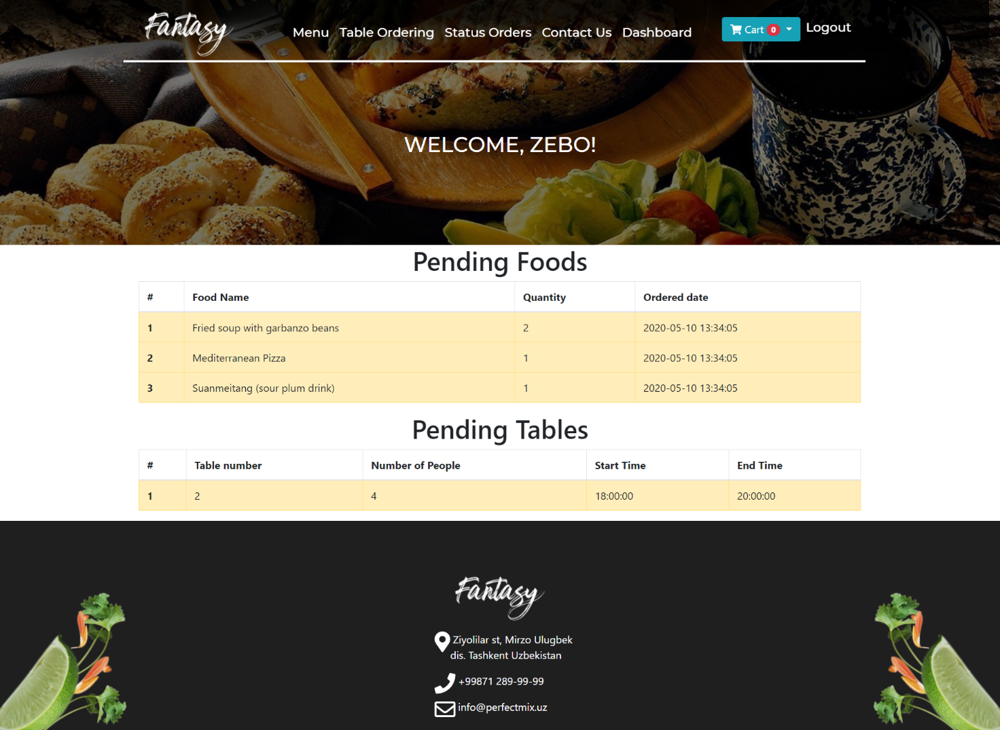 Fantasy
Menu Table Ordering Status Orders Contact Us Dashboard Cart 0 Logout
WELCOME, ZEBO!
Pending Foods
# Food Name Quantity Ordered date
1 Fried soup with garbanzo beans 2 2020-05-10 13:34:05
2 Mediterranean Pizza 1 2020-05-10 13:34:05
3 Suanmeitang (sour plum drink) 1 2020-05-10 13:34:05
Pending Tables
# Table number Number of People Start Time End Time
1 2 4 18:00:00 20:00:00
Fantasy
Ziyolilar st, Mirzo Ulugbek
dis. Tashkent Uzbekistan
+99871 289-99-99
info@perfectmix.uz